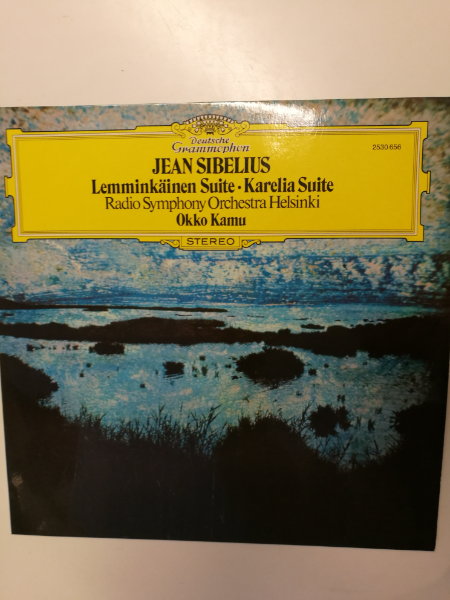 Deutsche
Grammophon
2530 656
JEAN SIBELIUS
Lemminkäinen Suite · Karelia Suite
Radio Symphony Orchestra Helsinki
Okko Kamu
STEREO